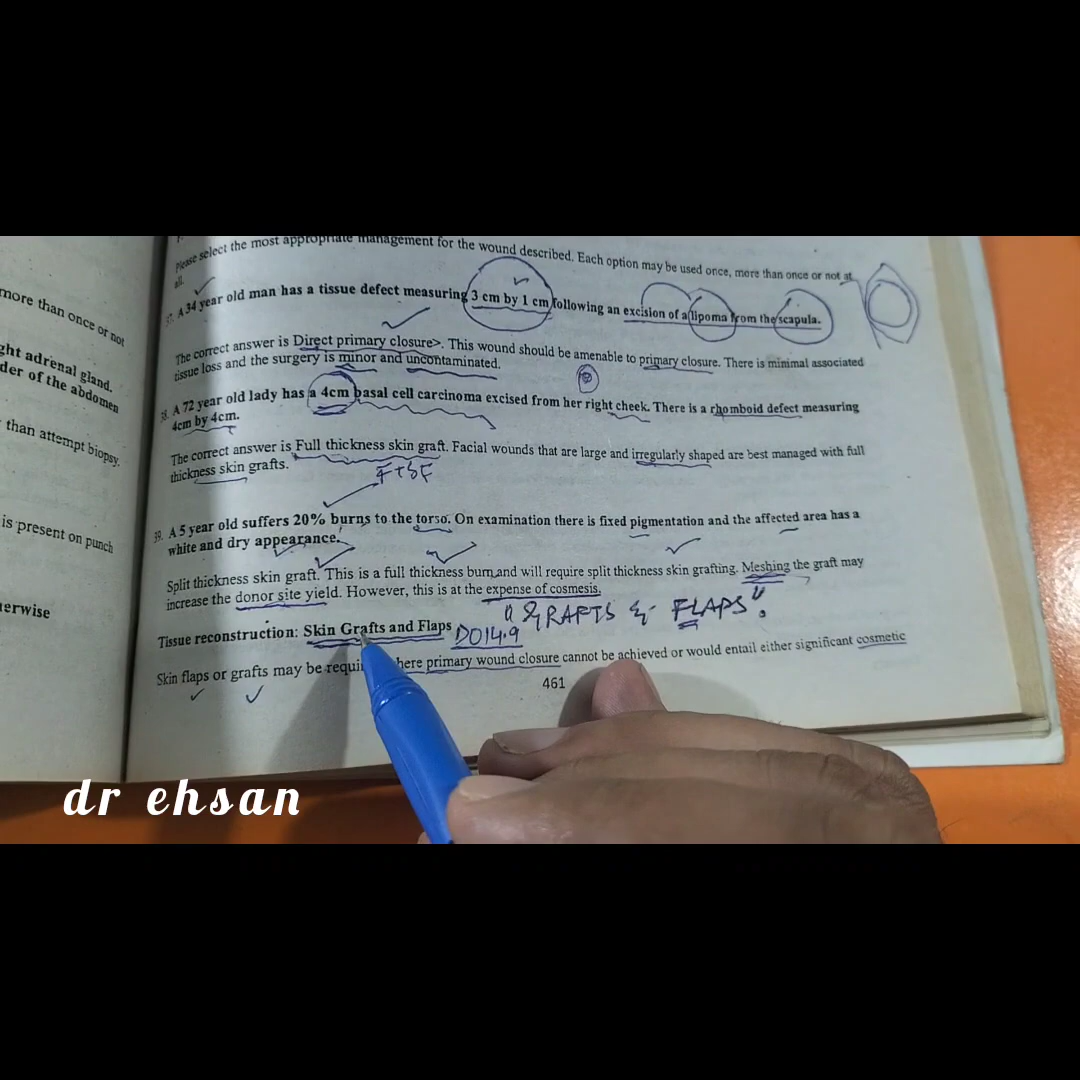 more than once or not
ght adrenal gland.
der of the abdomen
than attempt biopsy.
is present on punch
erwise
Please select the most appropriate management for the wound described. Each option may be used once, more than once or not at
all.
37. A 34 year old man has a tissue defect measuring 3 cm by 1 cm following an excision of a lipoma from the scapula.
The correct answer is Direct primary closure>. This wound should be amenable to primary closure. There is minimal associated
tissue loss and the surgery is minor and uncontaminated.
38. A 72 year old lady has a 4cm basal cell carcinoma excised from her right cheek. There is a rhomboid defect measuring
4cm by 4cm.
The correct answer is Full thickness skin graft. Facial wounds that are large and irregularly shaped are best managed with full
thickness skin grafts.
39. A 5 year old suffers 20% burns to the torso. On examination there is fixed pigmentation and the affected area has a
white and dry appearance.
Split thickness skin graft. This is a full thickness burn and will require split thickness skin grafting. Meshing the graft may
increase the donor site yield. However, this is at the expense of cosmesis.
"GRAFTS & FLAPS".
Tissue reconstruction: Skin Grafts and Flaps D014.9
Skin flaps or grafts may be requi here primary wound closure cannot be achieved or would entail either significant cosmetic
461
dr ehsan